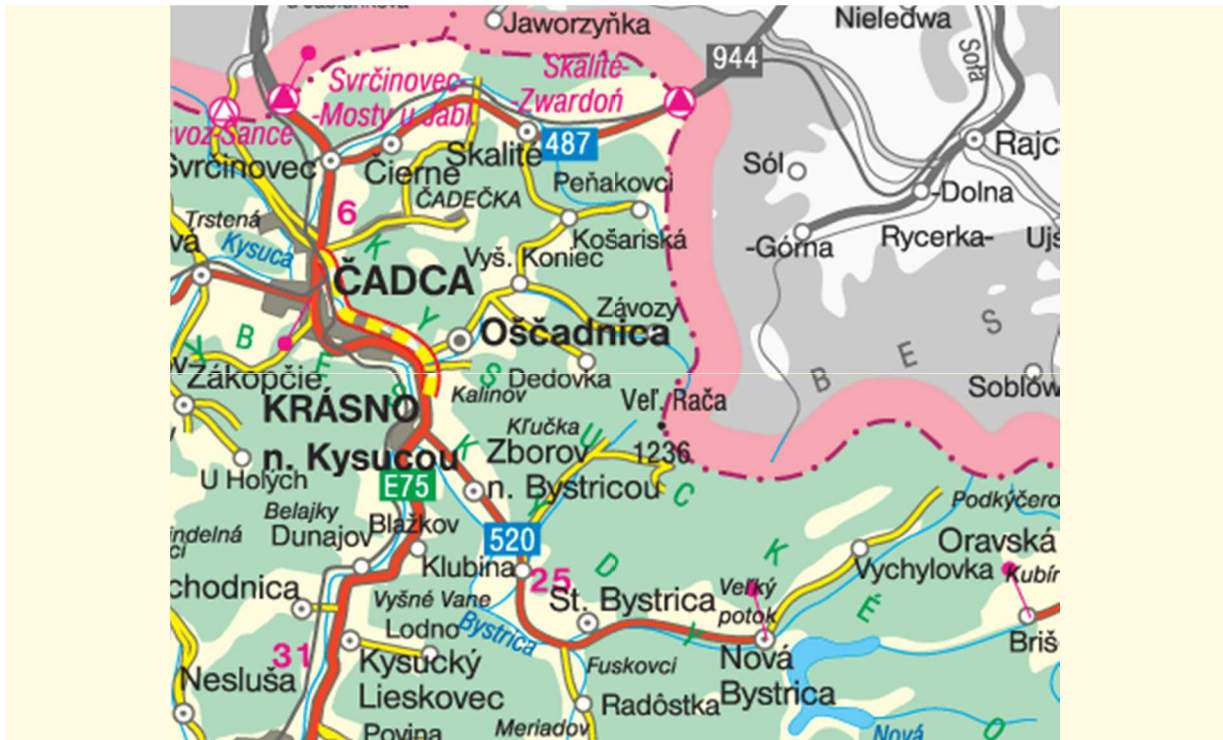 Jaworzyňka
Nieledwa
944
Soła
Skalité-
-Zwardoň
Svrčinovec-
-Mosty u Jabl.
Svrčinovec
Čierne
Skalité
487
Rajc
Sól
-Dolna
Peňakovci
ČADEČKA
Trstená
6
Kysuca
Košariská
-Górna
Rycerka-
Ujs
Vyš. Koniec
ČADCA
Závozy
Oščadnica
B E S
K Y S U C K É
B E S K Y D Y
Zákopčie
Dedovka
Kalinov
Veľ. Rača
1236
Soblów
KRÁSNO
n. Kysucou
Kľučka
Zborov
n. Bystricou
U Holých
E75
Belajky
Dunajov
Blažkov
520
Podkýčero
Oravská
Klubina
25
Vychylovka
Kubír
chodnica
Vyšné Vane
St. Bystrica
Veľký
potok
Lodno
Bystrica
Briš
31
Kysucký
Lieskovec
Nesluša
Fuskovci
Nová
Bystrica
Radôstka
Povina
Meriadov
Nová
O